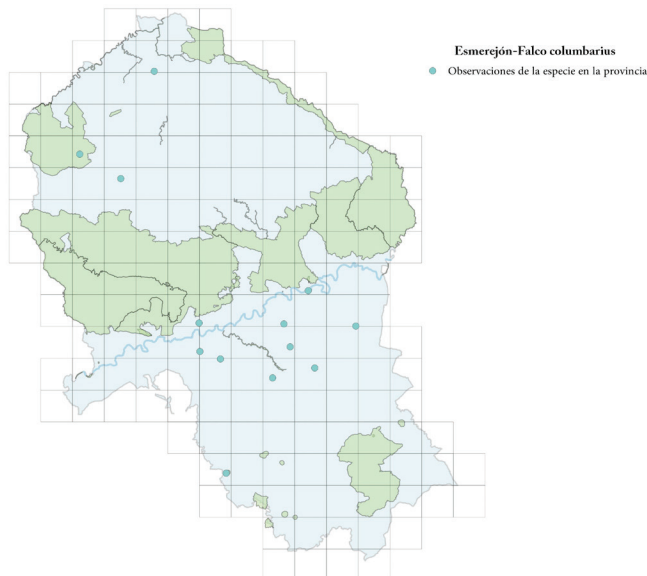 Esmerejón-Falco columbarius
Observaciones de la especie en la provincia